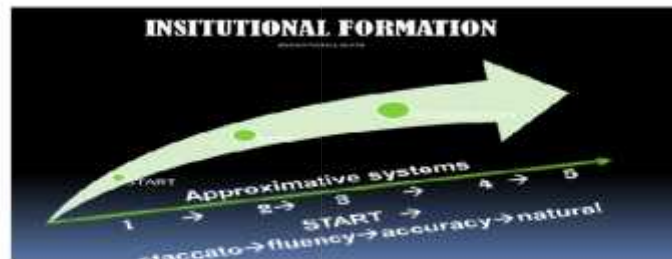 INSITUTIONAL FORMATION
START
Approximative systems
1 → 2→ 3 → 4 → 5
START →
staccato→fluency→accuracy→natural